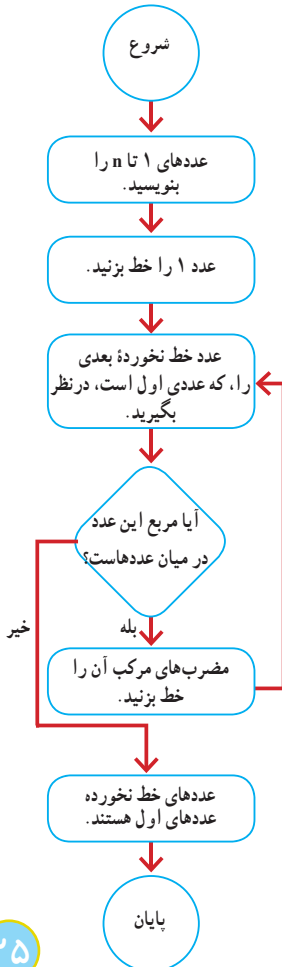 شروع
عددهای ۱ تا n را
بنویسید.
عدد ۱ را خط بزنید.
عدد خط نخوردهٔ بعدی
را، که عددی اول است، درنظر
بگیرید.
آیا مربع این عدد
در میان عددهاست؟
بله
خیر
مضرب‌های مرکب آن را
خط بزنید.
عددهای خط نخورده
عددهای اول هستند.
پایان